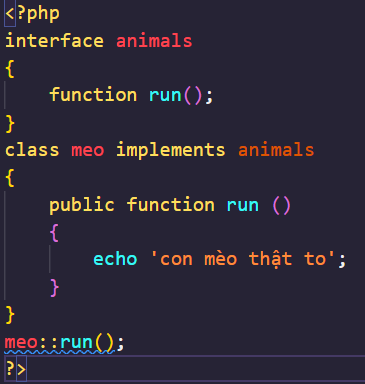 <?php
interface animals
{
    function run();
}
class meo implements animals
{
    public function run ()
    {
        echo 'con mèo thật to';
    }
}
meo::run();
?>